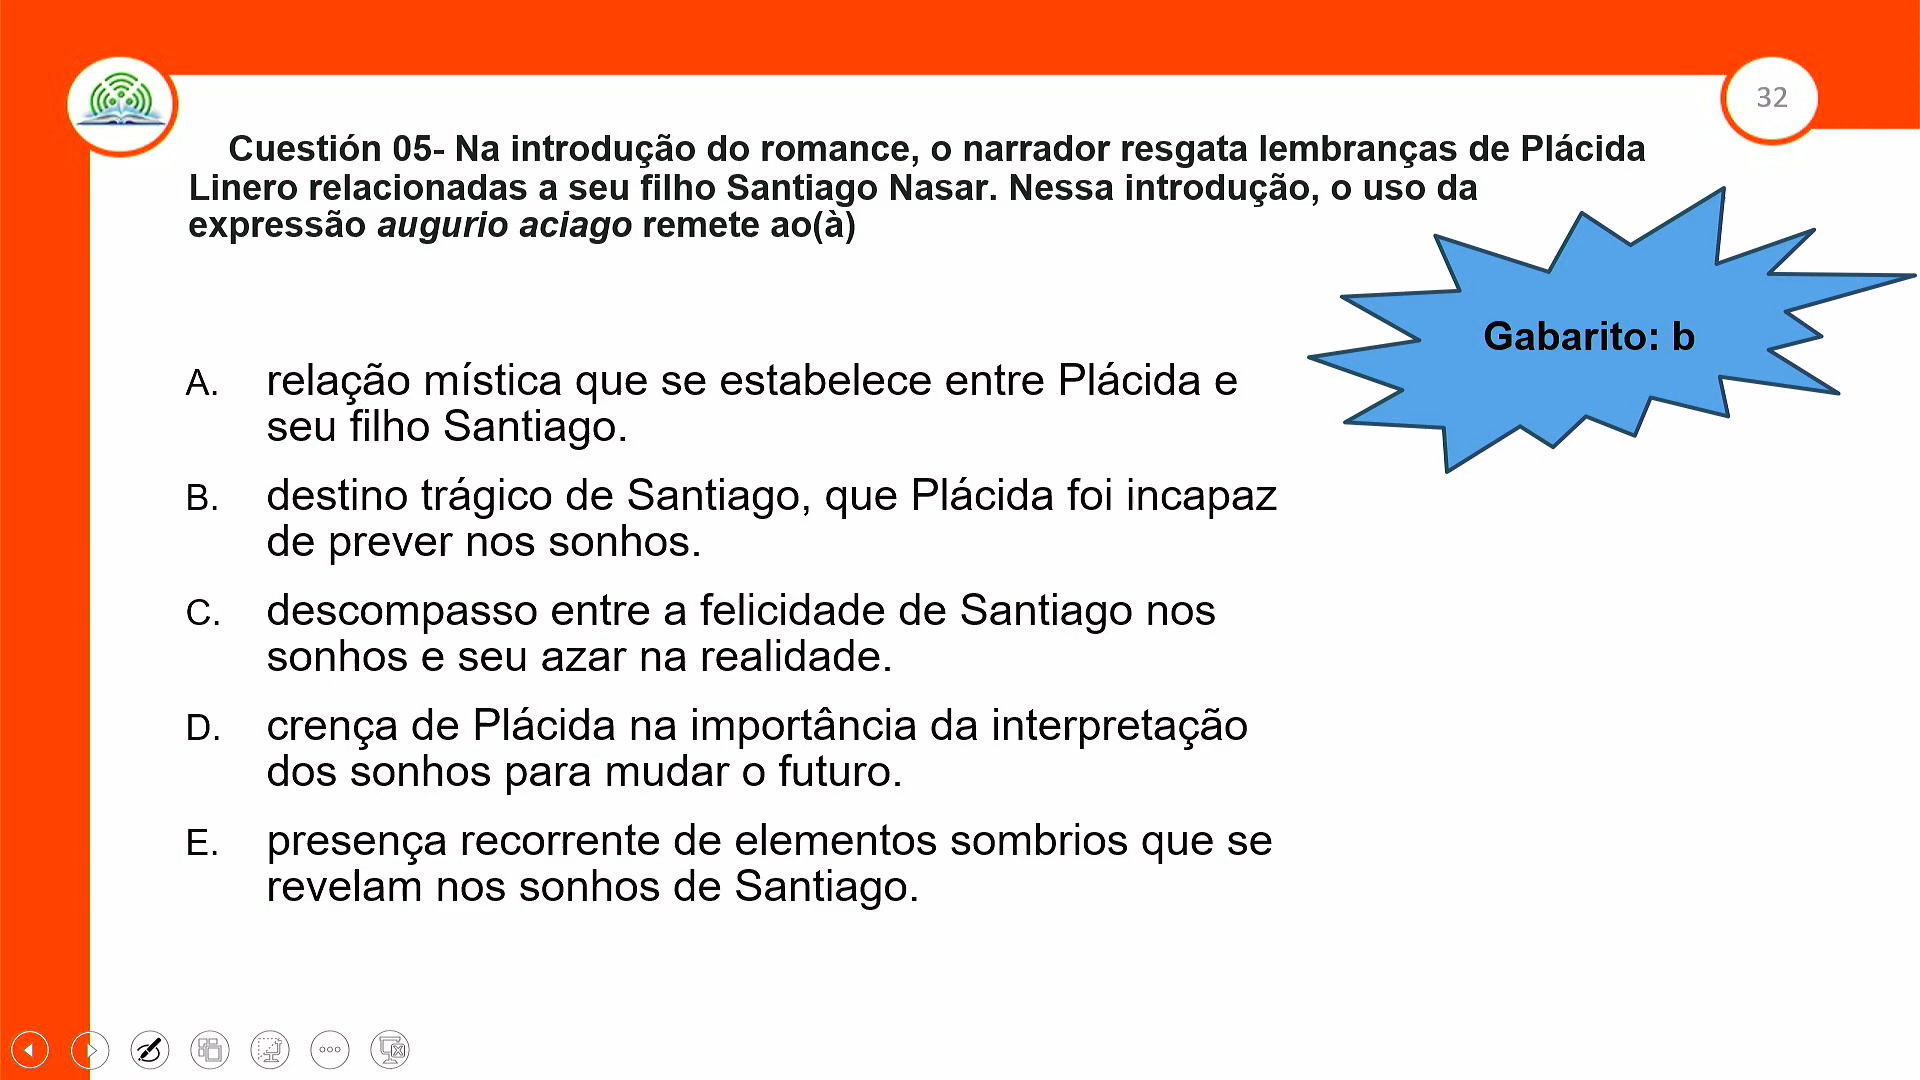 32
Cuestión 05- Na introdução do romance, o narrador resgata lembranças de Plácida
Linero relacionadas a seu filho Santiago Nasar. Nessa introdução, o uso da
expressão augurio aciago remete ao(à)
Gabarito: b
A. relação mística que se estabelece entre Plácida e
seu filho Santiago.
B. destino trágico de Santiago, que Plácida foi incapaz
de prever nos sonhos.
C. descompasso entre a felicidade de Santiago nos
sonhos e seu azar na realidade.
D. crença de Plácida na importância da interpretação
dos sonhos para mudar o futuro.
E. presença recorrente de elementos sombrios que se
revelam nos sonhos de Santiago.